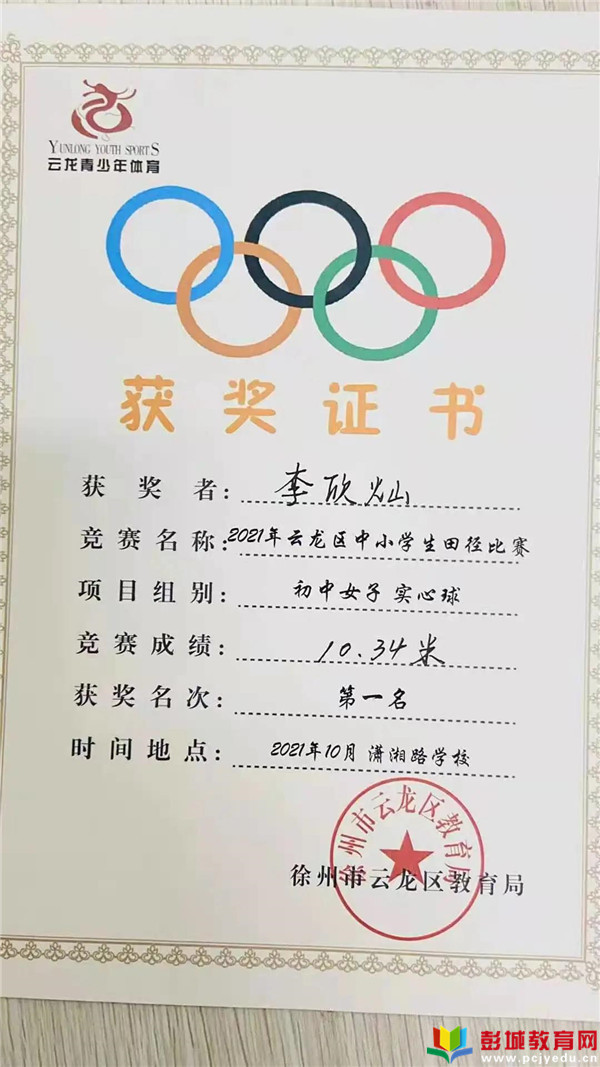 YUNLONG YOUTH SPORTS
云龙青少年体育
获奖证书
获奖者：李欣灿
竞赛名称：2021年云龙区中小学生田径比赛
项目组别：初中女子 实心球
竞赛成绩：10.34米
获奖名次：第一名
时间地点：2021年10月 潇湘路学校
徐州市云龙区教育局
徐州市云龙区教育局
彭城教育网
www.pcjyedu.cn